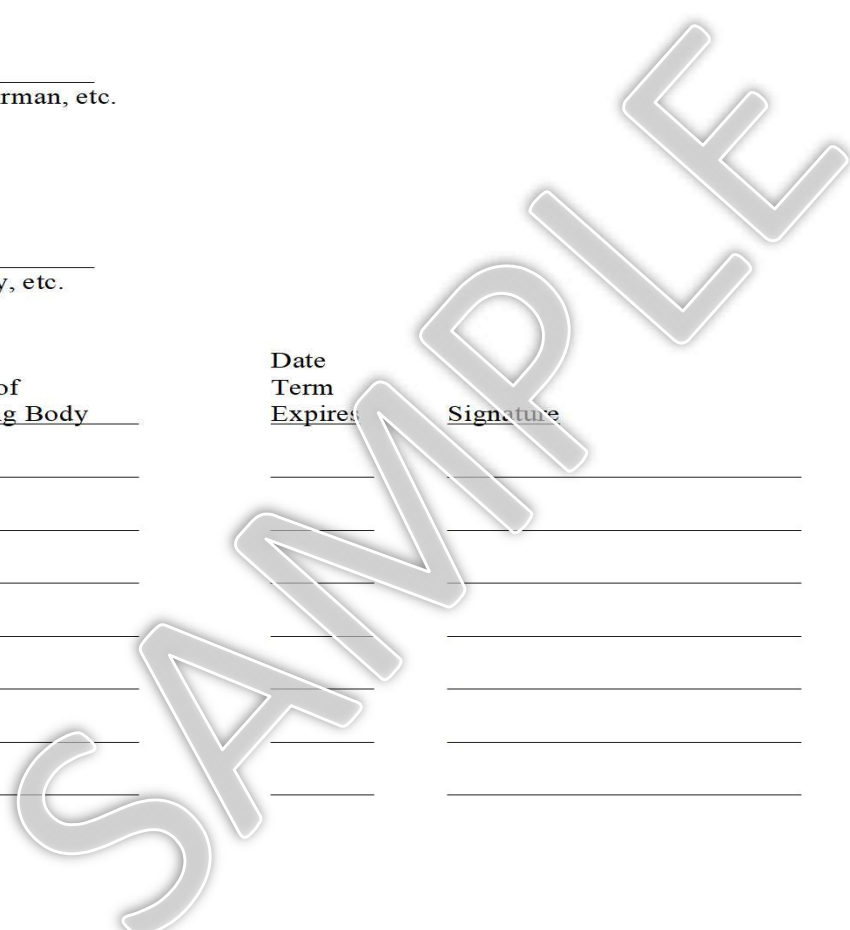 rman, etc.
y, etc.
Date
of Term
g Body Expires Signature
SAMPLE